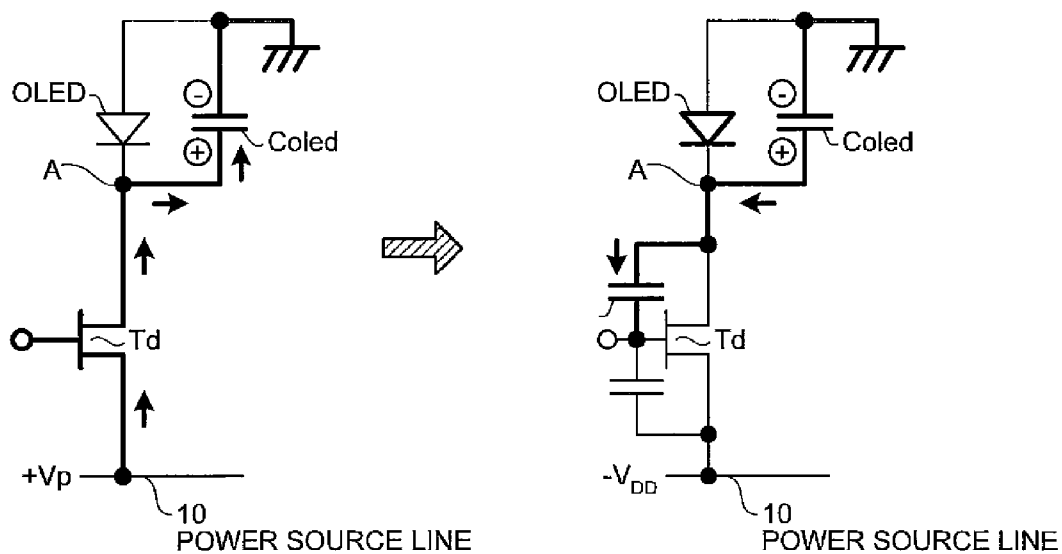 OLED
-
+
Coled
A
Td
+Vp
10
POWER SOURCE LINE
OLED
-
+
Coled
A
Td
-VDD
10
POWER SOURCE LINE